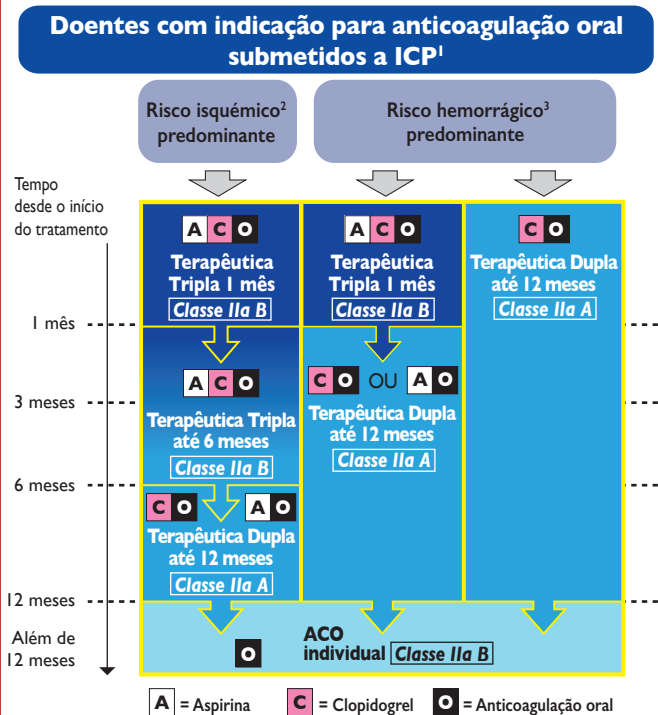 Doentes com indicação para anticoagulação oral
submetidos a ICP¹
Risco isquémico²
predominante
Risco hemorrágico³
predominante
Tempo
desde o início
do tratamento
A C O
Terapêutica
Tripla 1 mês
Classe IIa B
A C O
Terapêutica
Tripla 1 mês
Classe IIa B
C O
Terapêutica Dupla
até 12 meses
Classe IIa A
1 mês
A C O
Terapêutica Tripla
até 6 meses
Classe IIa B
C O OU A O
Terapêutica Dupla
até 12 meses
Classe IIa A
3 meses
6 meses
C O A O
Terapêutica Dupla
até 12 meses
Classe IIa A
12 meses
Além de
12 meses
O
ACO
individual Classe IIa B
A = Aspirina C = Clopidogrel O = Anticoagulação oral